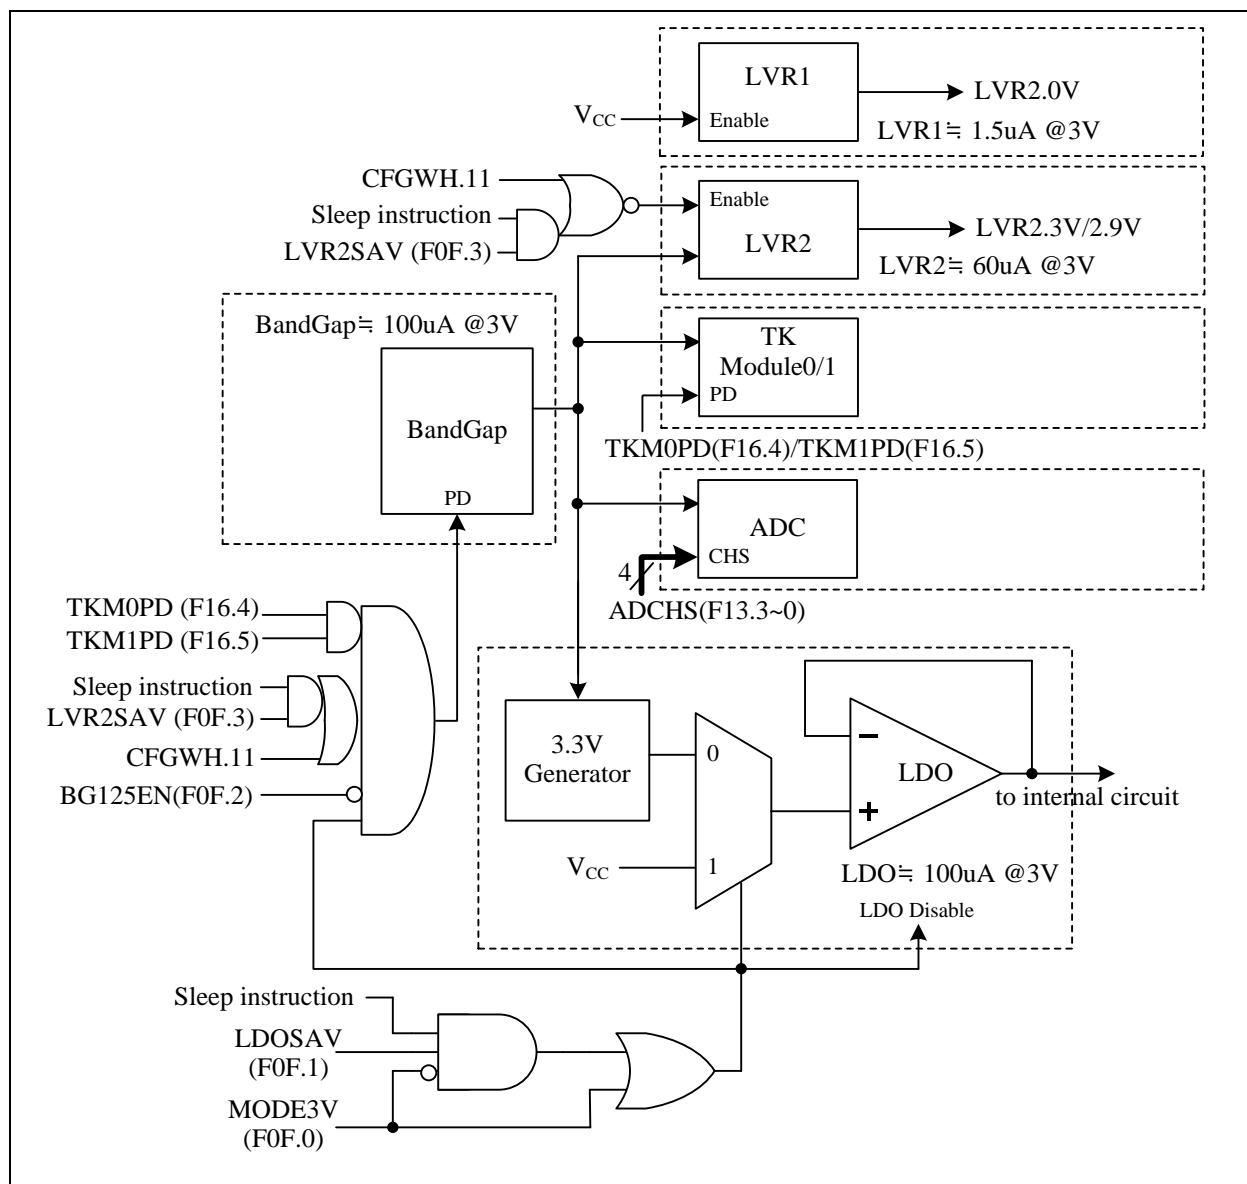 LVR1
Enable
V_CC
LVR2.0V
LVR1≒ 1.5uA @3V
CFGWH.11
Sleep instruction
LVR2SAV (F0F.3)
Enable
LVR2
LVR2.3V/2.9V
LVR2≒ 60uA @3V
BandGap≒ 100uA @3V
BandGap
PD
TK
Module0/1
PD
TKM0PD(F16.4)/TKM1PD(F16.5)
ADC
CHS
4
ADCHS(F13.3~0)
TKM0PD (F16.4)
TKM1PD (F16.5)
Sleep instruction
LVR2SAV (F0F.3)
CFGWH.11
BG125EN(F0F.2)
3.3V
Generator
0
V_CC
1
−
LDO
+
to internal circuit
LDO≒ 100uA @3V
LDO Disable
Sleep instruction
LDOSAV
(F0F.1)
MODE3V
(F0F.0)